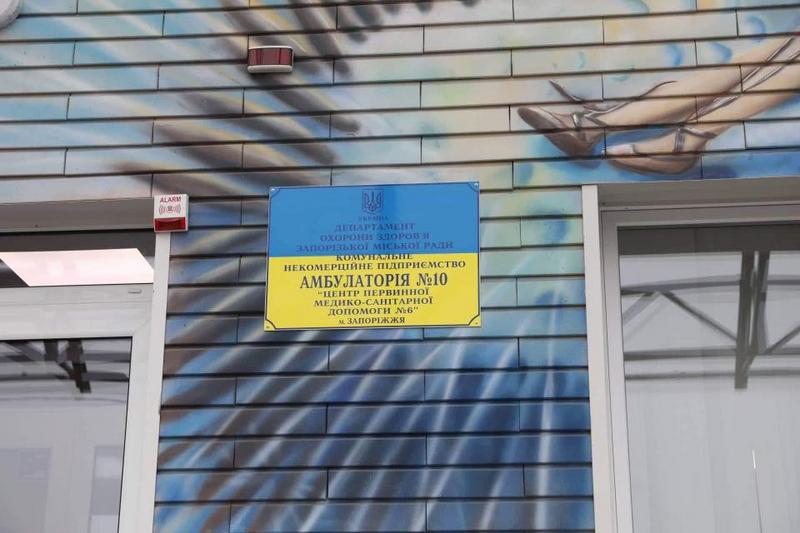 ALARM
УКРАЇНА
ДЕПАРТАМЕНТ
ОХОРОНИ ЗДОРОВ'Я
ЗАПОРІЗЬКОЇ МІСЬКОЇ РАДИ
КОМУНАЛЬНЕ
НЕКОМЕРЦІЙНЕ ПІДПРИЄМСТВО
АМБУЛАТОРІЯ №10
"ЦЕНТР ПЕРВИННОЇ
МЕДИКО-САНІТАРНОЇ
ДОПОМОГИ №6"
м. ЗАПОРІЖЖЯ